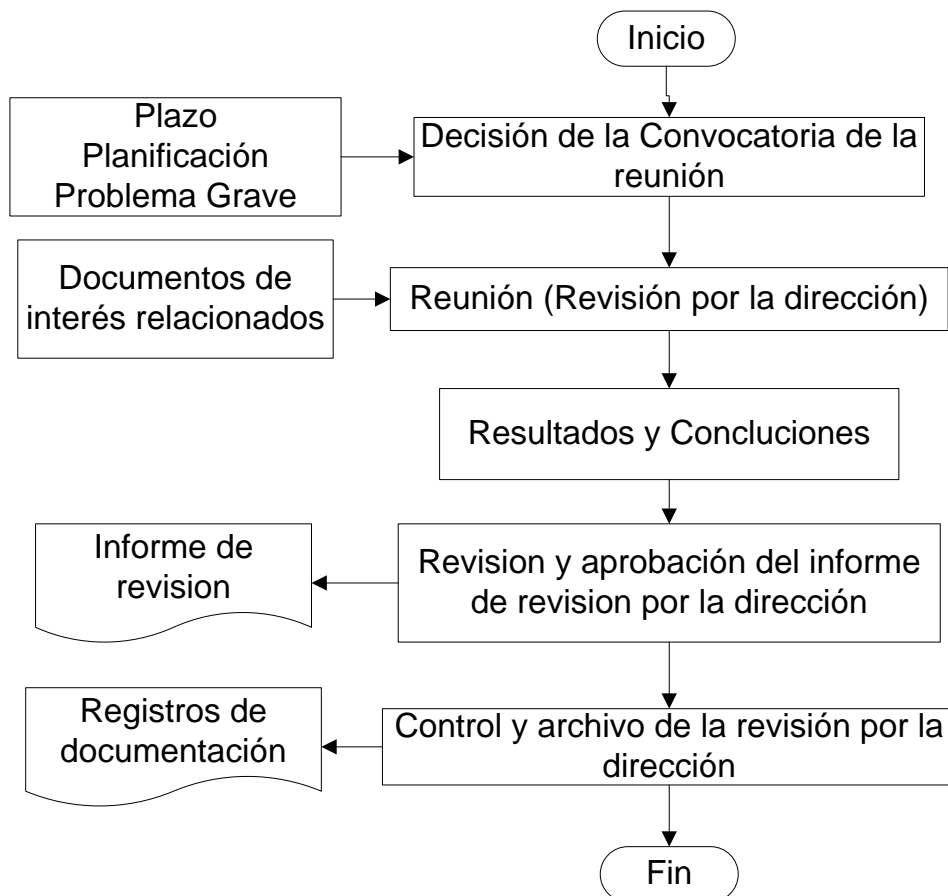 Inicio
Plazo
Planificación
Problema Grave
Decisión de la Convocatoria de la
reunión
Documentos de
interés relacionados
Reunión (Revisión por la dirección)
Resultados y Concluciones
Informe de
revision
Revision y aprobación del informe
de revision por la dirección
Registros de
documentación
Control y archivo de la revisión por la
dirección
Fin